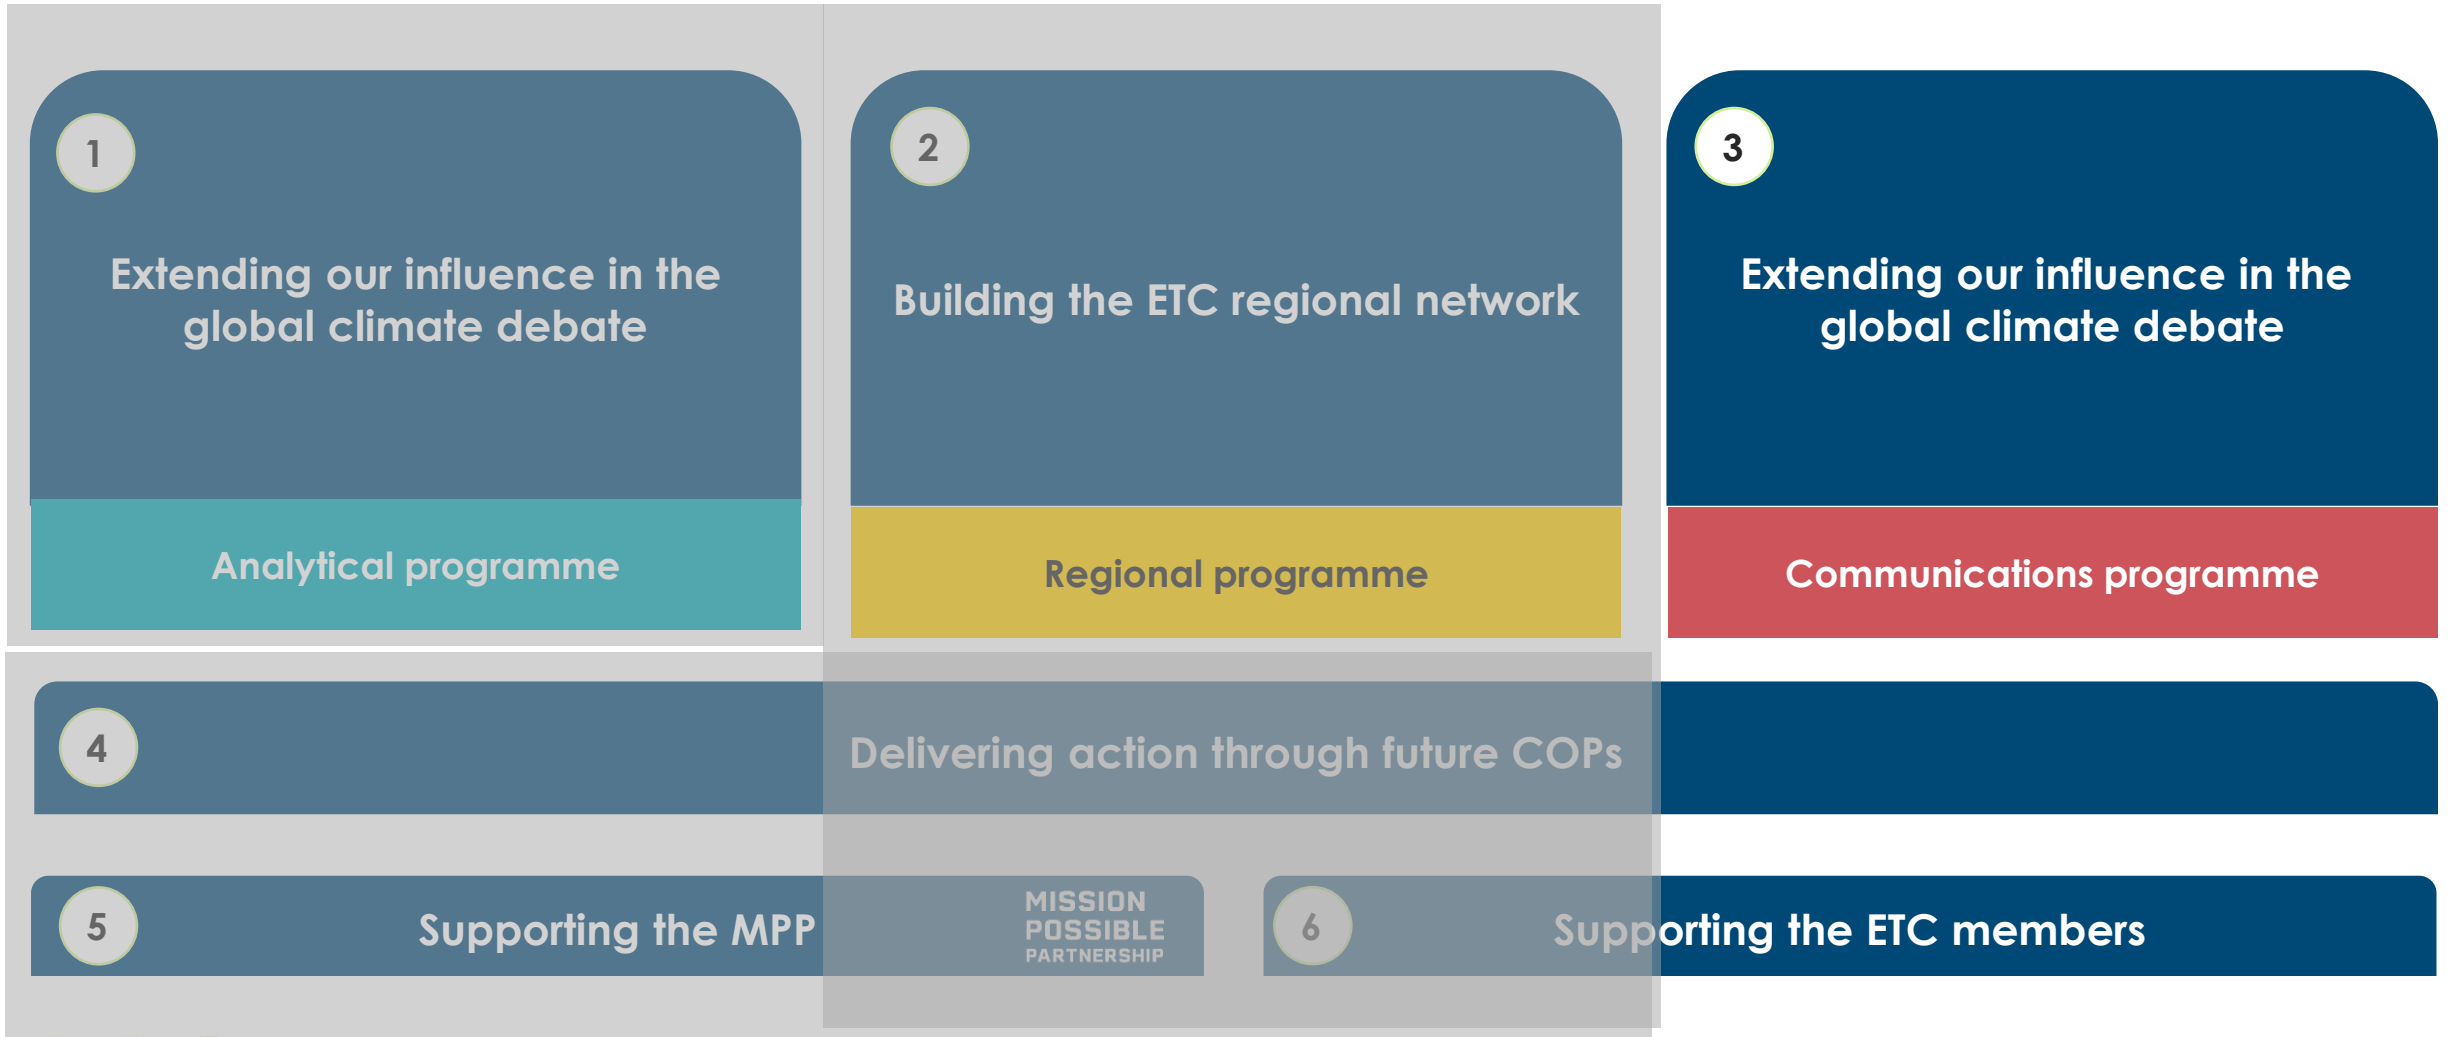 1
Extending our influence in the
global climate debate
Analytical programme
2
Building the ETC regional network
Regional programme
3
Extending our influence in the
global climate debate
Communications programme
4
Delivering action through future COPs
5
Supporting the MPP
MISSION
POSSIBLE
PARTNERSHIP
6
Supporting the ETC members